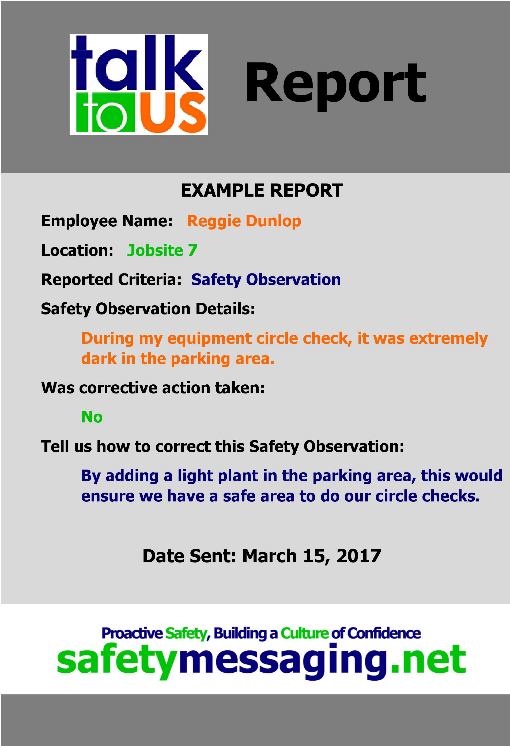 talk
to US
Report
EXAMPLE REPORT
Employee Name: Reggie Dunlop
Location: Jobsite 7
Reported Criteria: Safety Observation
Safety Observation Details:
During my equipment circle check, it was extremely
dark in the parking area.
Was corrective action taken:
No
Tell us how to correct this Safety Observation:
By adding a light plant in the parking area, this would
ensure we have a safe area to do our circle checks.
Date Sent: March 15, 2017
Proactive Safety, Building a Culture of Confidence
safetymessaging.net